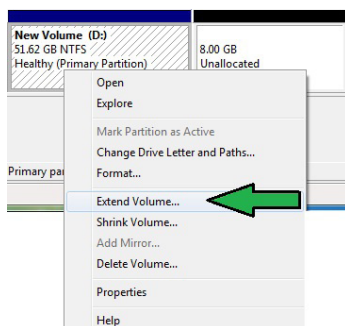 New Volume (D:)
51.62 GB NTFS
Healthy (Primary Partition)
8.00 GB
Unallocated
Open
Explore
Mark Partition as Active
Change Drive Letter and Paths...
Format...
Primary par
Extend Volume...
Shrink Volume...
Add Mirror...
Delete Volume...
Properties
Help